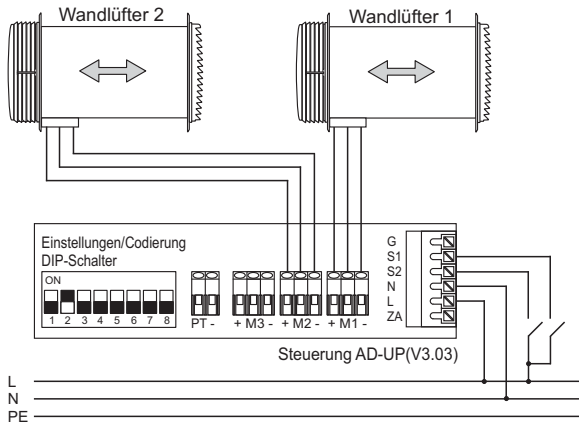 Wandlüfter 2 Wandlüfter 1
Einstellungen/Codierung
DIP-Schalter
ON
1 2 3 4 5 6 7 8
PT - + M3 - + M2 - + M1 -
G
S1
S2
N
L
ZA
Steuerung AD-UP(V3.03)
L
N
PE